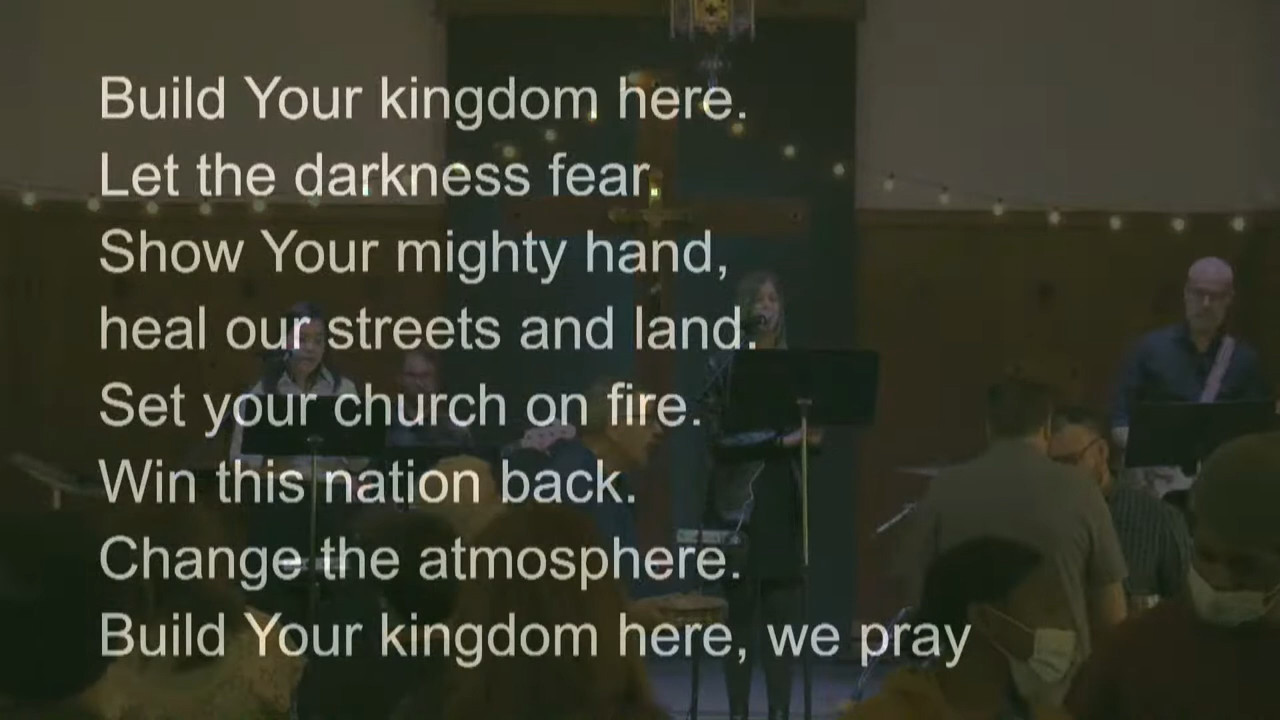 Build Your kingdom here.
Let the darkness fear
Show Your mighty hand,
heal our streets and land.
Set your church on fire.
Win this nation back.
Change the atmosphere.
Build Your kingdom here, we pray